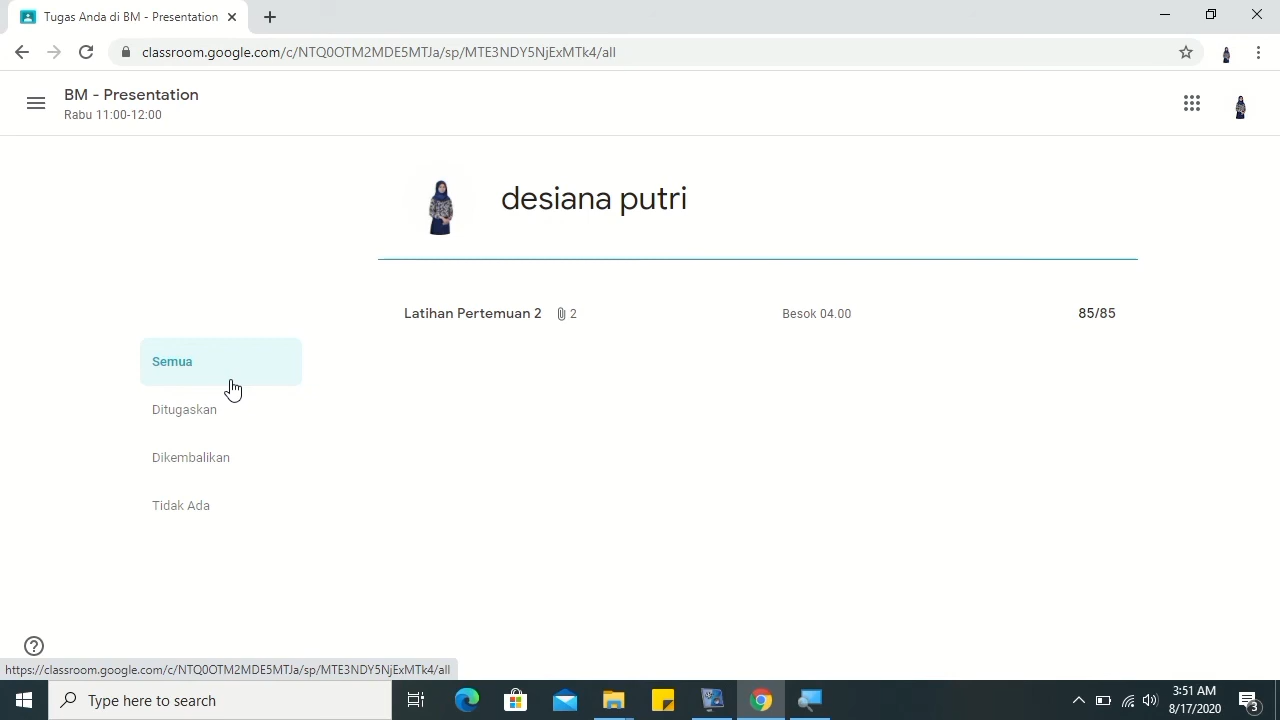 Tugas Anda di BM - Presentation
classroom.google.com/c/NTQ0OTM2MDE5MTJa/sp/MTE3NDY5NjExMTk4/all
BM - Presentation
Rabu 11:00-12:00
desiana putri
Latihan Pertemuan 2 2 Besok 04.00 85/85
Semua
Ditugaskan
Dikembalikan
Tidak Ada
https://classroom.google.com/c/NTQ0OTM2MDE5MTJa/sp/MTE3NDY5NjExMTk4/all
Type here to search
3:51 AM
8/17/2020
3